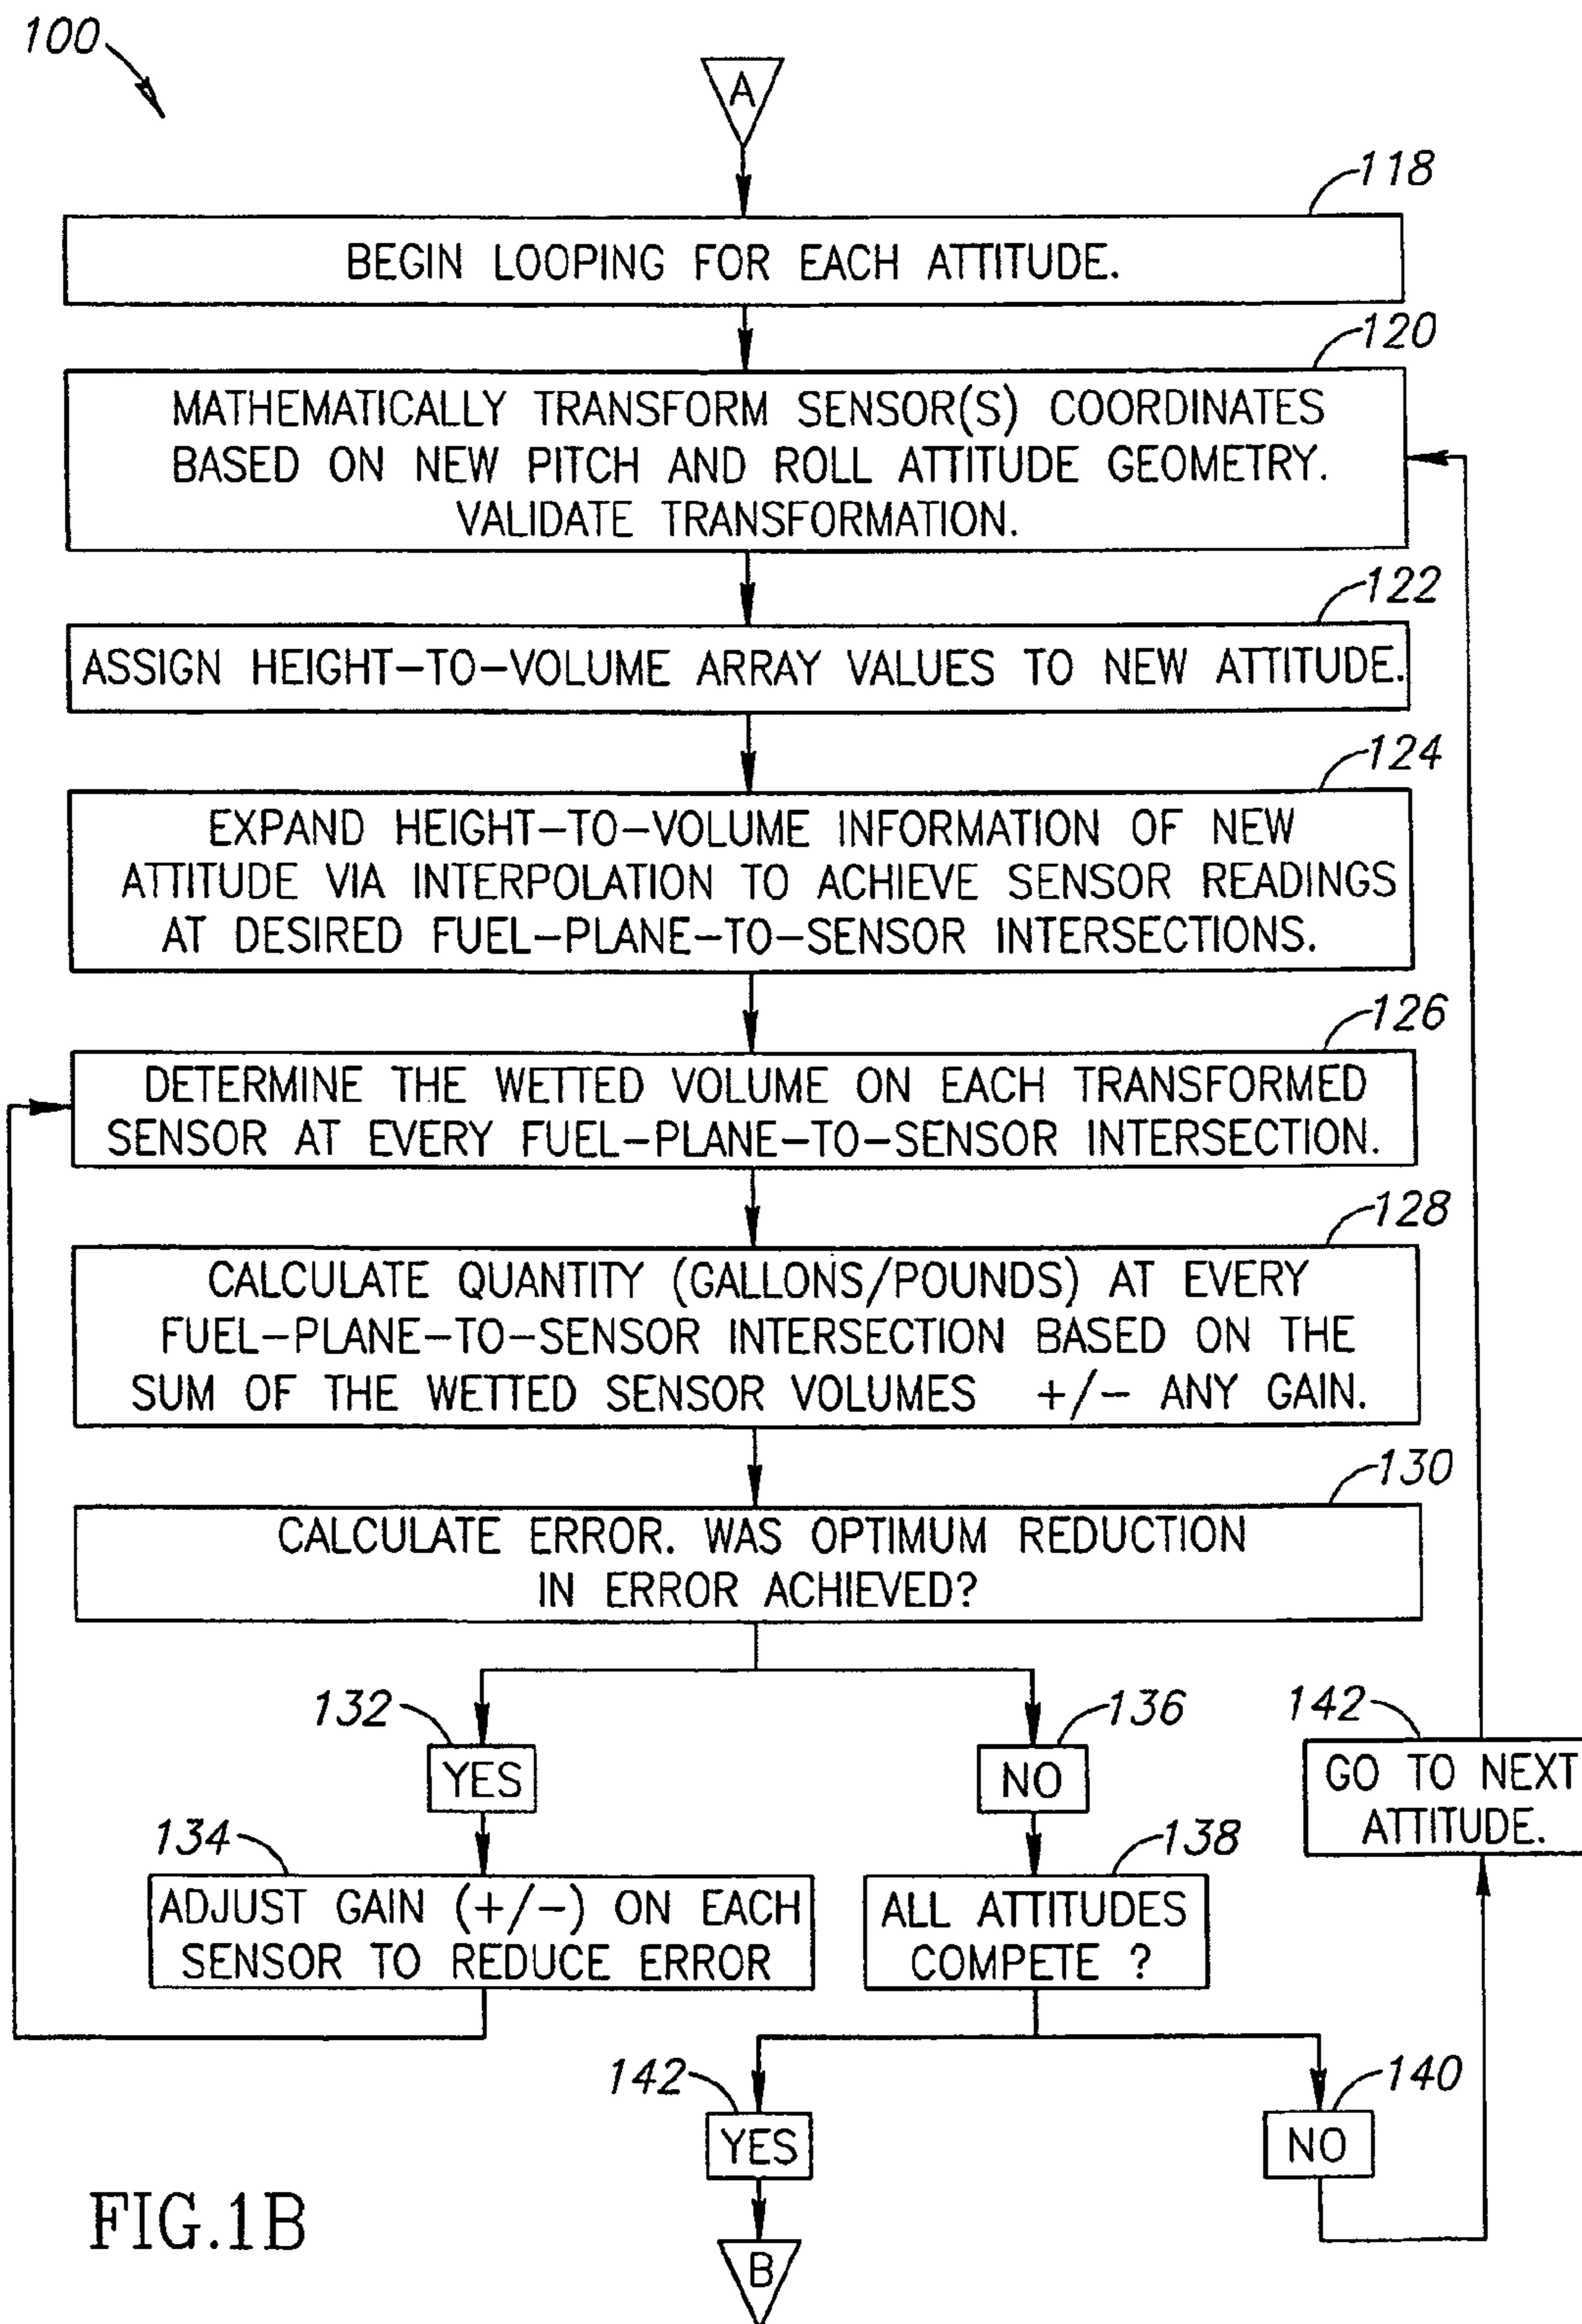 100
A
118
BEGIN LOOPING FOR EACH ATTITUDE.
120
MATHEMATICALLY TRANSFORM SENSOR(S) COORDINATES
BASED ON NEW PITCH AND ROLL ATTITUDE GEOMETRY.
VALIDATE TRANSFORMATION.
122
ASSIGN HEIGHT-TO-VOLUME ARRAY VALUES TO NEW ATTITUDE.
124
EXPAND HEIGHT-TO-VOLUME INFORMATION OF NEW
ATTITUDE VIA INTERPOLATION TO ACHIEVE SENSOR READINGS
AT DESIRED FUEL-PLANE-TO-SENSOR INTERSECTIONS.
126
DETERMINE THE WETTED VOLUME ON EACH TRANSFORMED
SENSOR AT EVERY FUEL-PLANE-TO-SENSOR INTERSECTION.
128
CALCULATE QUANTITY (GALLONS/POUNDS) AT EVERY
FUEL-PLANE-TO-SENSOR INTERSECTION BASED ON THE
SUM OF THE WETTED SENSOR VOLUMES +/- ANY GAIN.
130
CALCULATE ERROR. WAS OPTIMUM REDUCTION
IN ERROR ACHIEVED?
132
YES
136
NO
142
GO TO NEXT
ATTITUDE.
134
ADJUST GAIN (+/-) ON EACH
SENSOR TO REDUCE ERROR
138
ALL ATTITUDES
COMPETE ?
142
YES
140
NO
FIG.1B
B